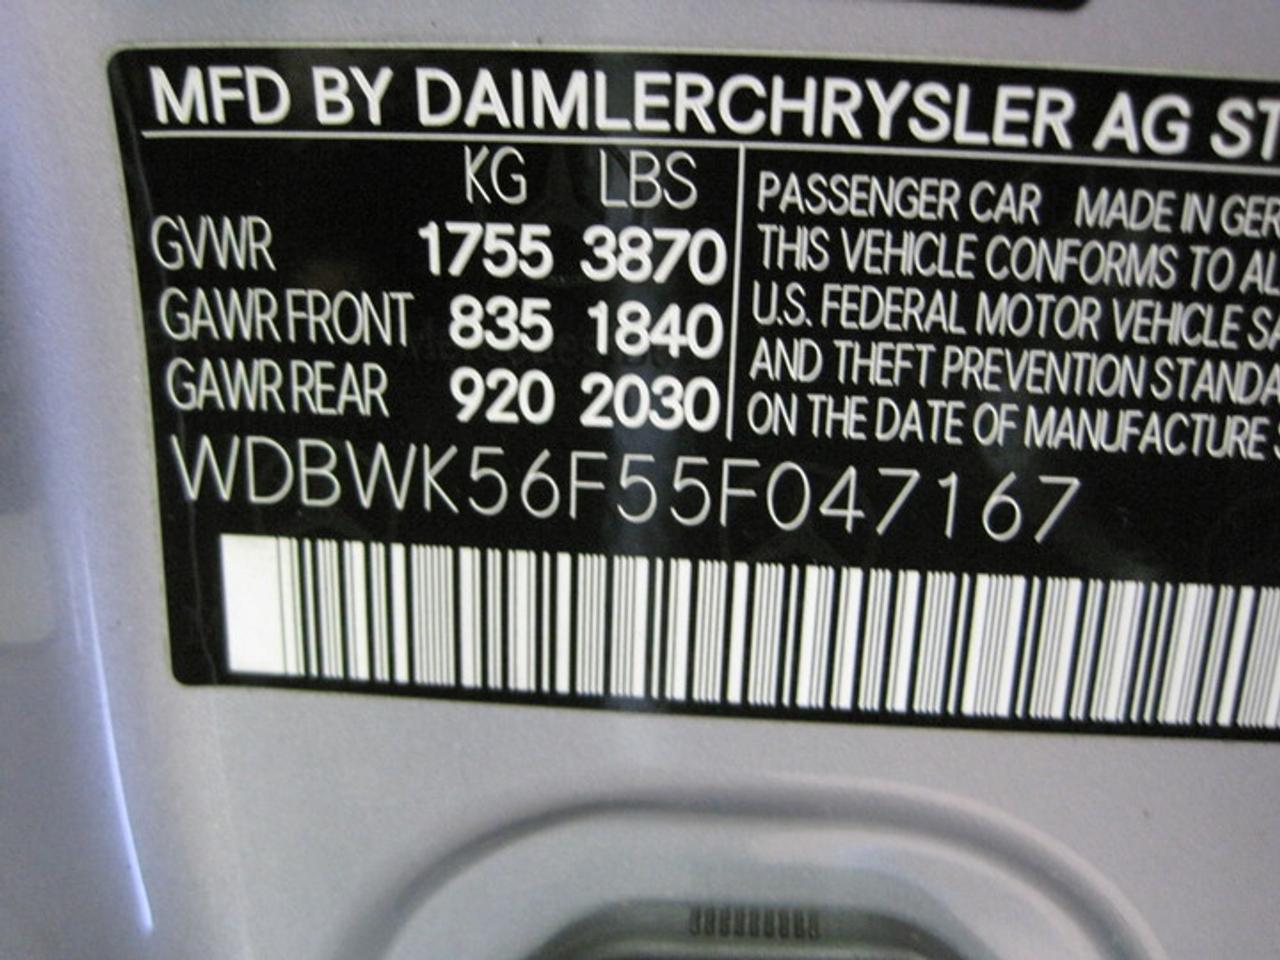 MFD BY DAIMLERCHRYSLER AG ST
KG LBS
GVWR 1755 3870
GAWR FRONT 835 1840
GAWR REAR 920 2030
PASSENGER CAR MADE IN GER
THIS VEHICLE CONFORMS TO AL
U.S. FEDERAL MOTOR VEHICLE SA
AND THEFT PREVENTION STANDA
ON THE DATE OF MANUFACTURE S
WDBWK56F55F047167